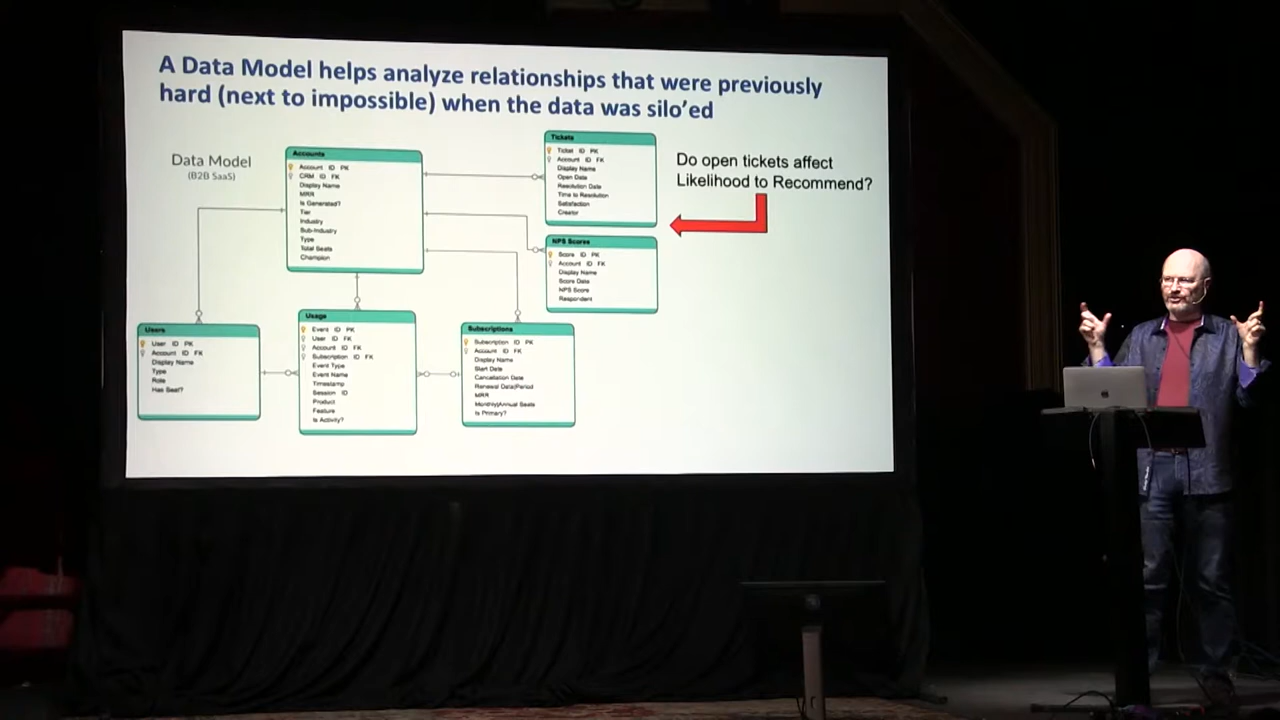 A Data Model helps analyze relationships that were previously
hard (next to impossible) when the data was silo'ed
Data Model
(B2B SaaS)
Accounts
Account ID PK
CRM ID FK
Display Name
MRR
Is Generated?
Tier
Industry
Sub-Industry
Type
Total Seats
Champion
Tickets
Ticket ID PK
Account ID FK
Display Name
Open Date
Resolution Date
Time to Resolution
Satisfaction
Creator
Do open tickets affect
Likelihood to Recommend?
NPS Scores
Score ID PK
Account ID FK
Display Name
Score Date
NPS Score
Respondent
Users
User ID PK
Account ID FK
Display Name
Type
Role
Has Seat?
Usage
Event ID PK
User ID FK
Account ID FK
Subscription ID FK
Event Type
Event Name
Timestamp
Session ID
Product
Feature
Is Activity?
Subscriptions
Subscription ID PK
Account ID FK
Display Name
Start Date
Cancellation Date
Renewal Date/Period
MRR
Monthly/Annual Seats
Is Primary?